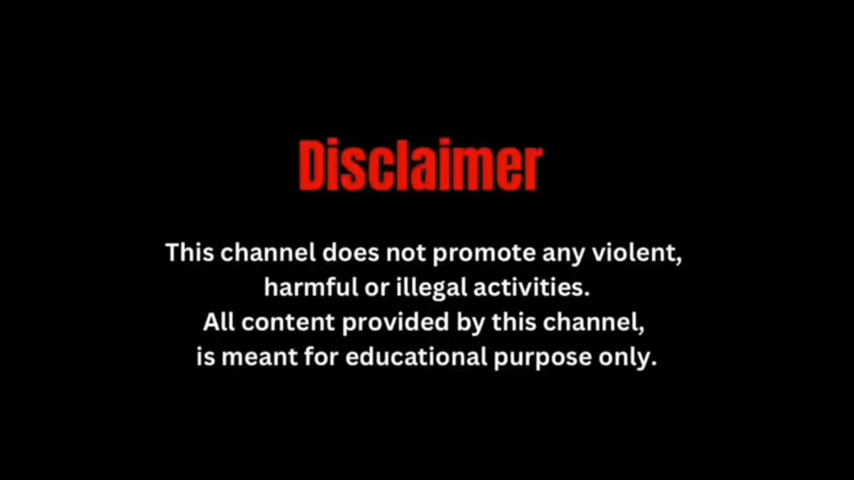 Disclaimer
This channel does not promote any violent,
harmful or illegal activities.
All content provided by this channel,
is meant for educational purpose only.